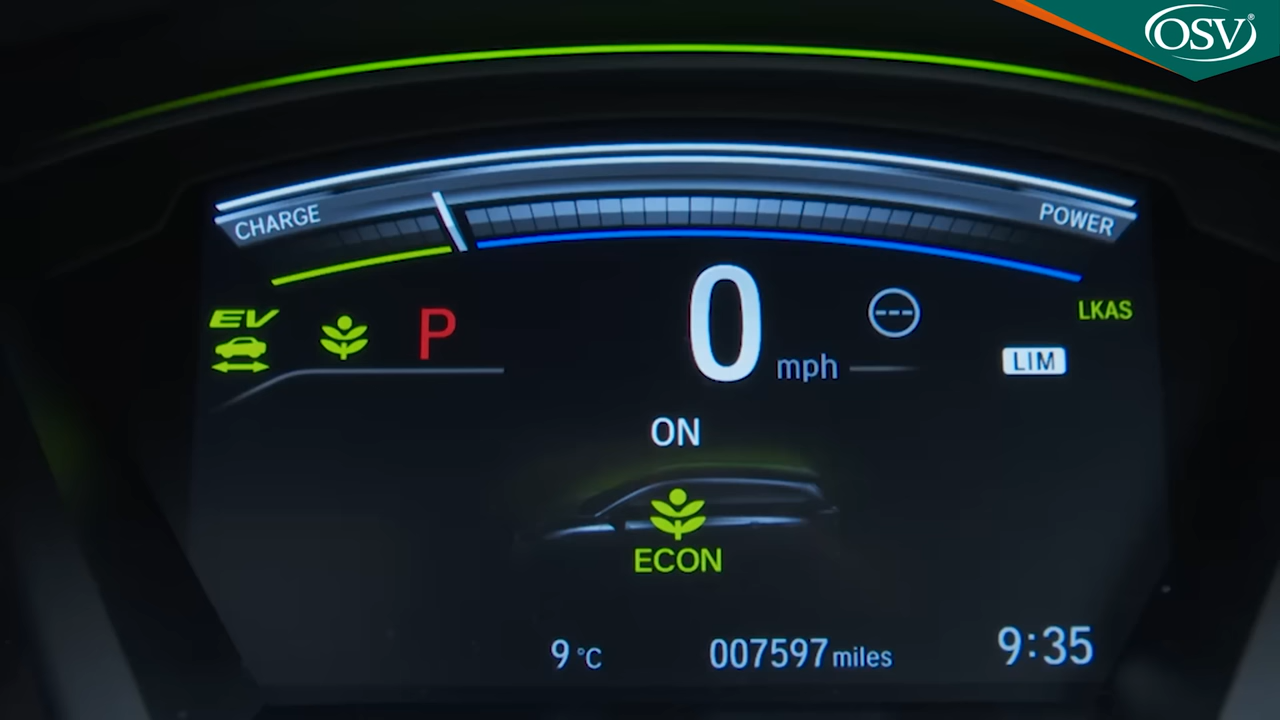 OSV®
CHARGE
POWER
EV
P
0 mph
---
LKAS
LIM
ON
ECON
9 °C
007597 miles
9:35